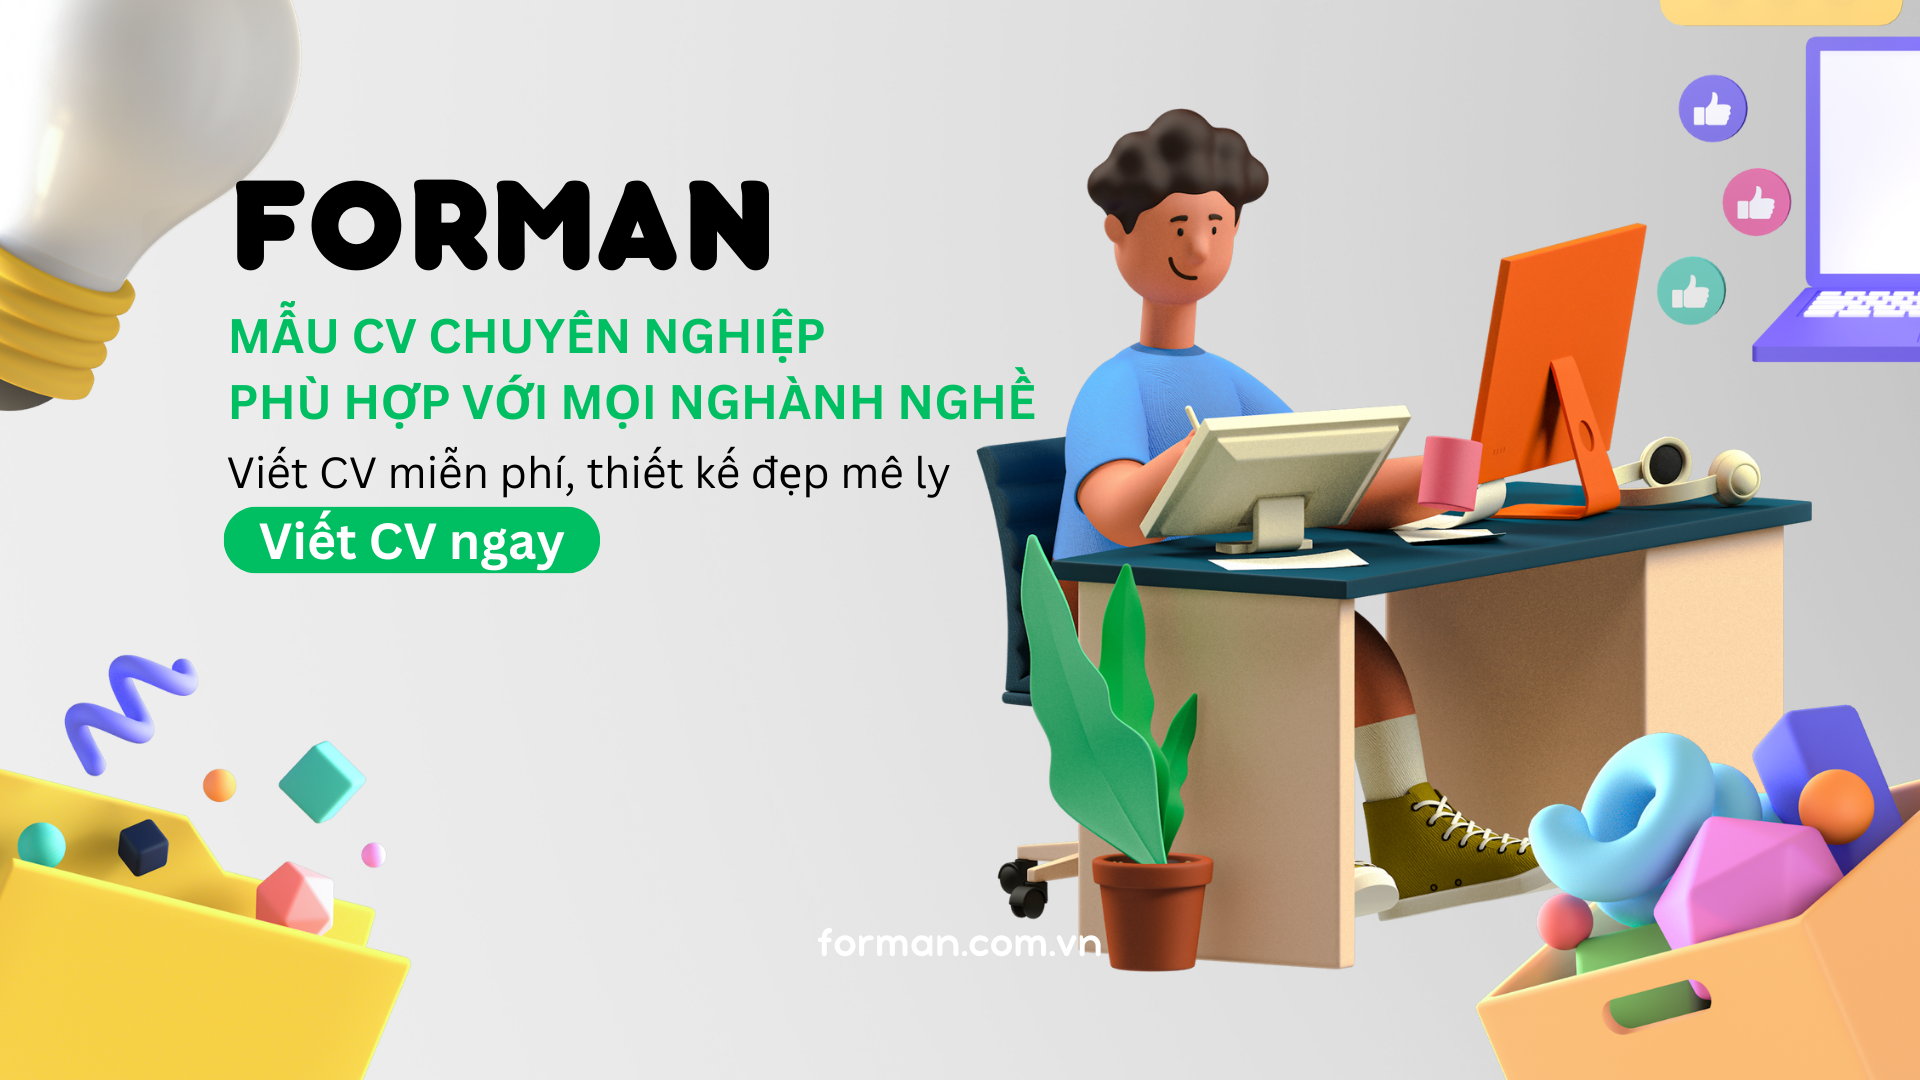 FORMAN
MẪU CV CHUYÊN NGHIỆP
PHÙ HỢP VỚI MỌI NGHÀNH NGHỀ
Viết CV miễn phí, thiết kế đẹp mê ly
Viết CV ngay
forman.com.vn